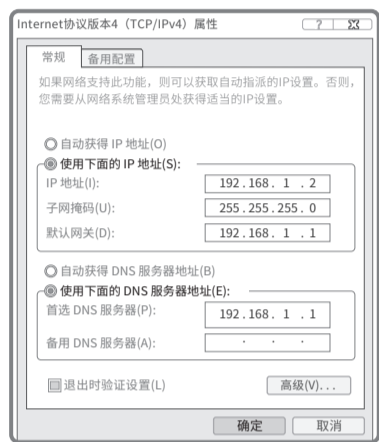 Internet协议版本4（TCP/IPv4）属性
常规 备用配置
如果网络支持此功能，则可以获取自动指派的IP设置。否则，
您需要从网络系统管理员处获得适当的IP设置。
自动获得 IP 地址(O)
使用下面的 IP 地址(S):
IP 地址(I): 192.168. 1 . 2
子网掩码(U): 255.255.255. 0
默认网关(D): 192.168. 1 . 1
自动获得 DNS 服务器地址(B)
使用下面的 DNS 服务器地址(E):
首选 DNS 服务器(P): 192.168. 1 . 1
备用 DNS 服务器(A): . . .
退出时验证设置(L) 高级(V)...
确定 取消